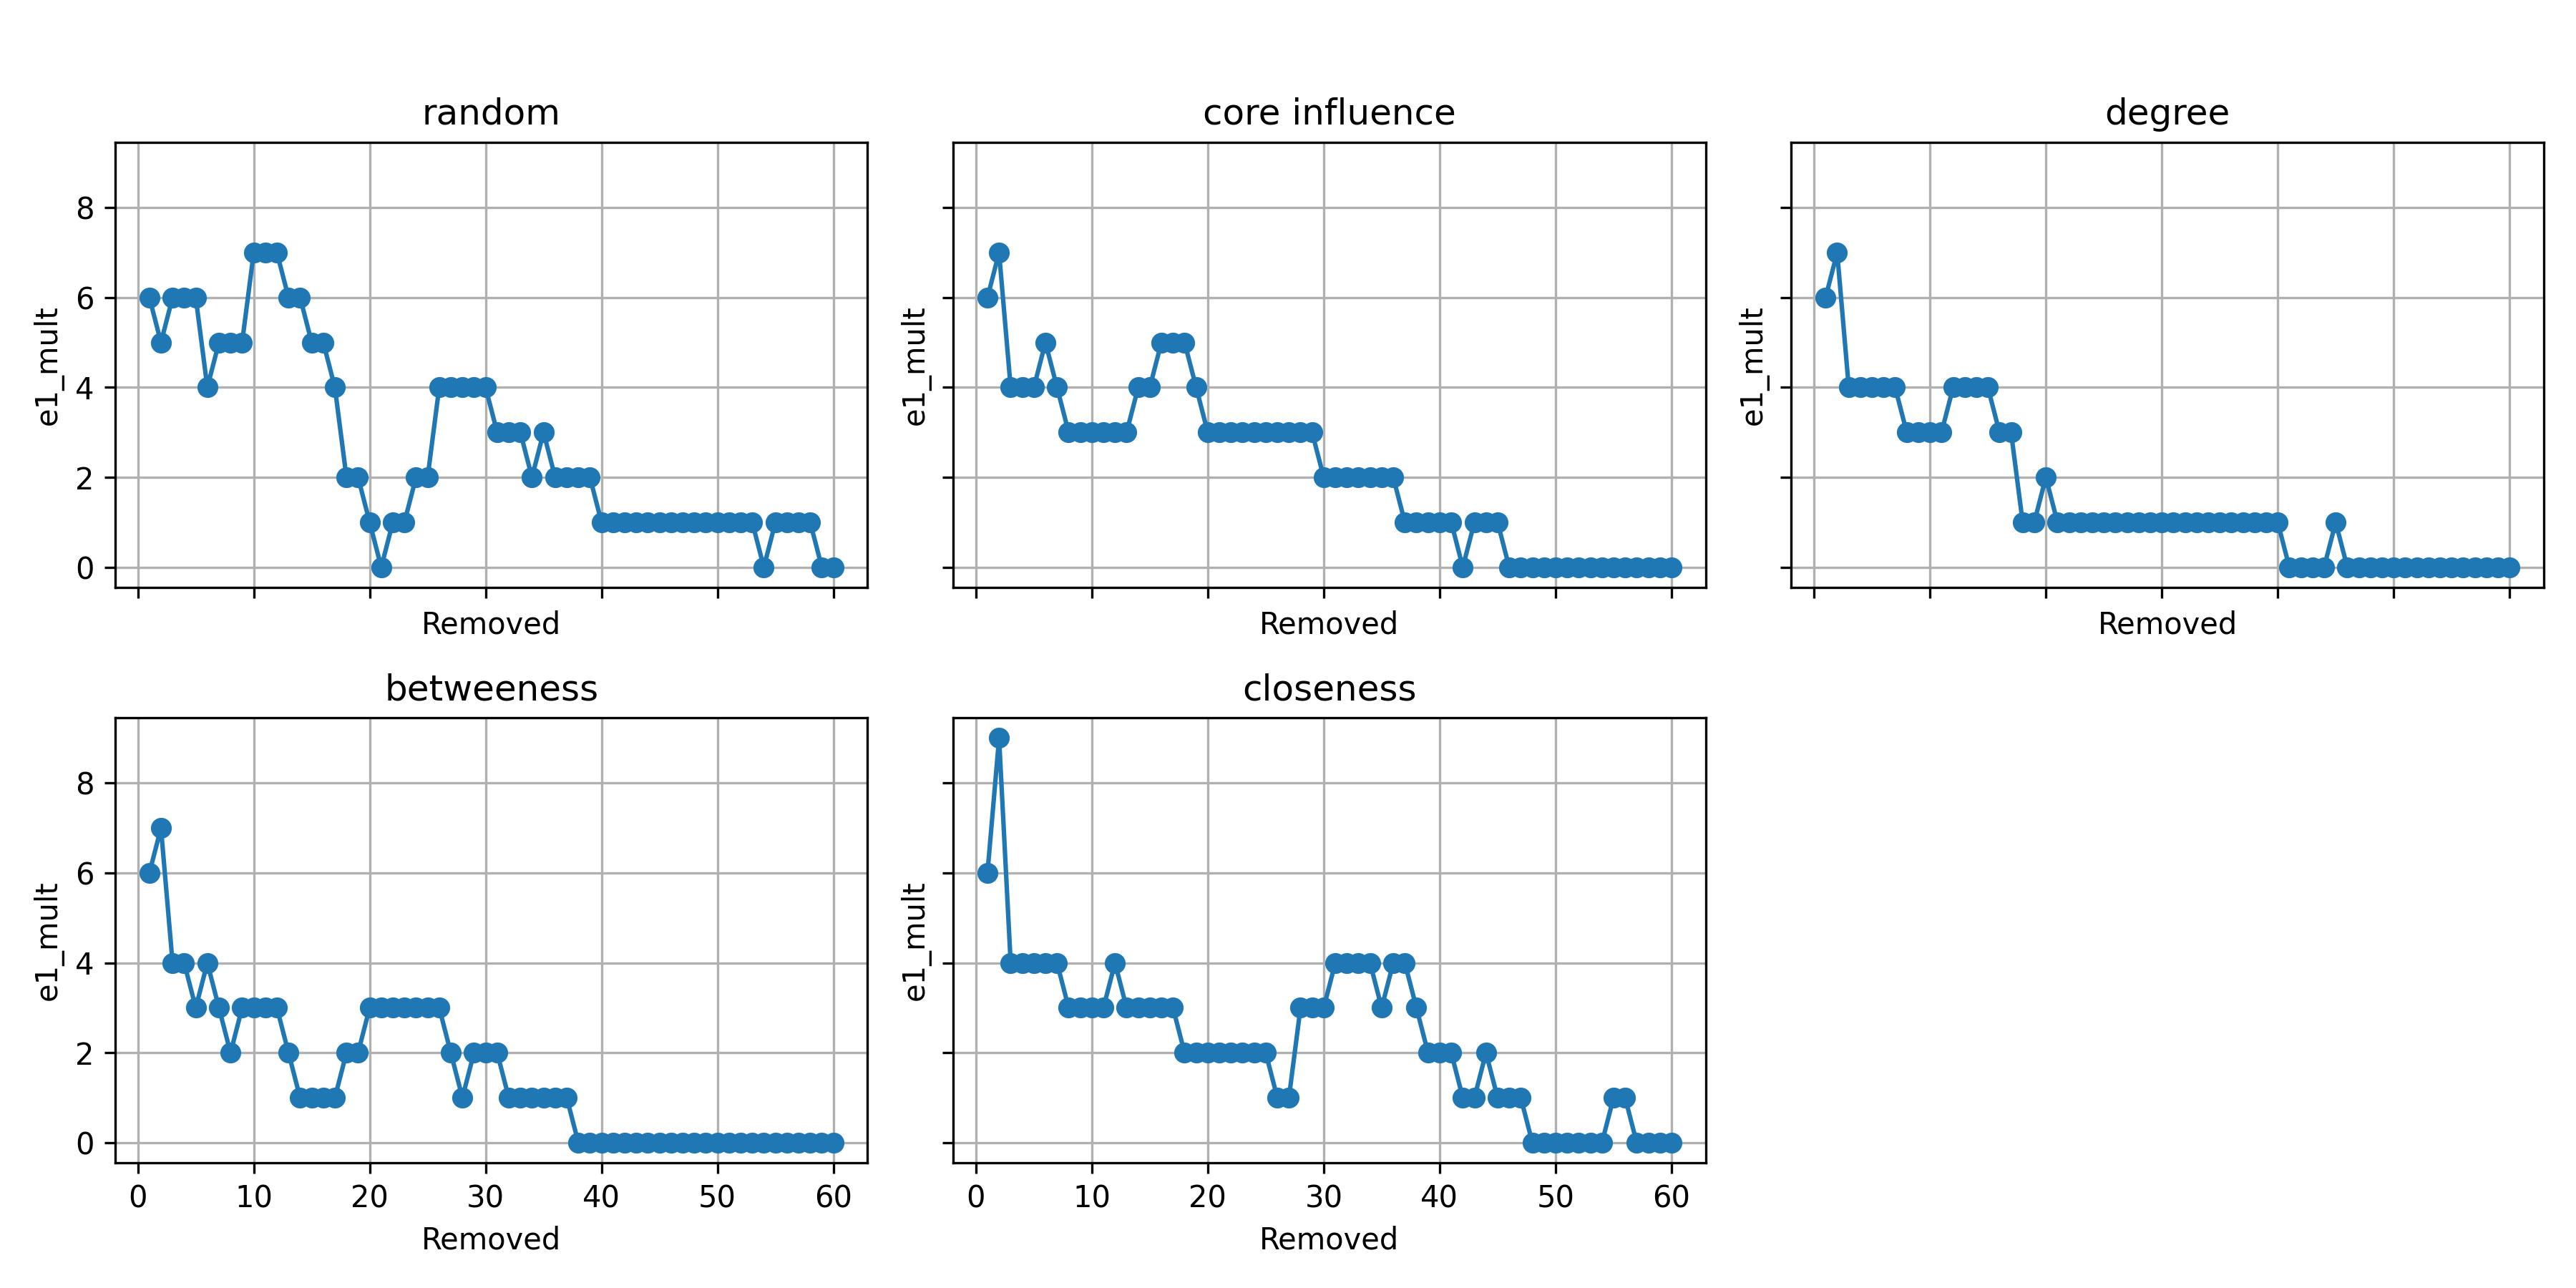 random
core influence
degree
e1_mult
8
6
4
2
0
Removed
e1_mult
Removed
e1_mult
Removed
betweeness
closeness
e1_mult
8
6
4
2
0
0 10 20 30 40 50 60
Removed
e1_mult
0 10 20 30 40 50 60
Removed